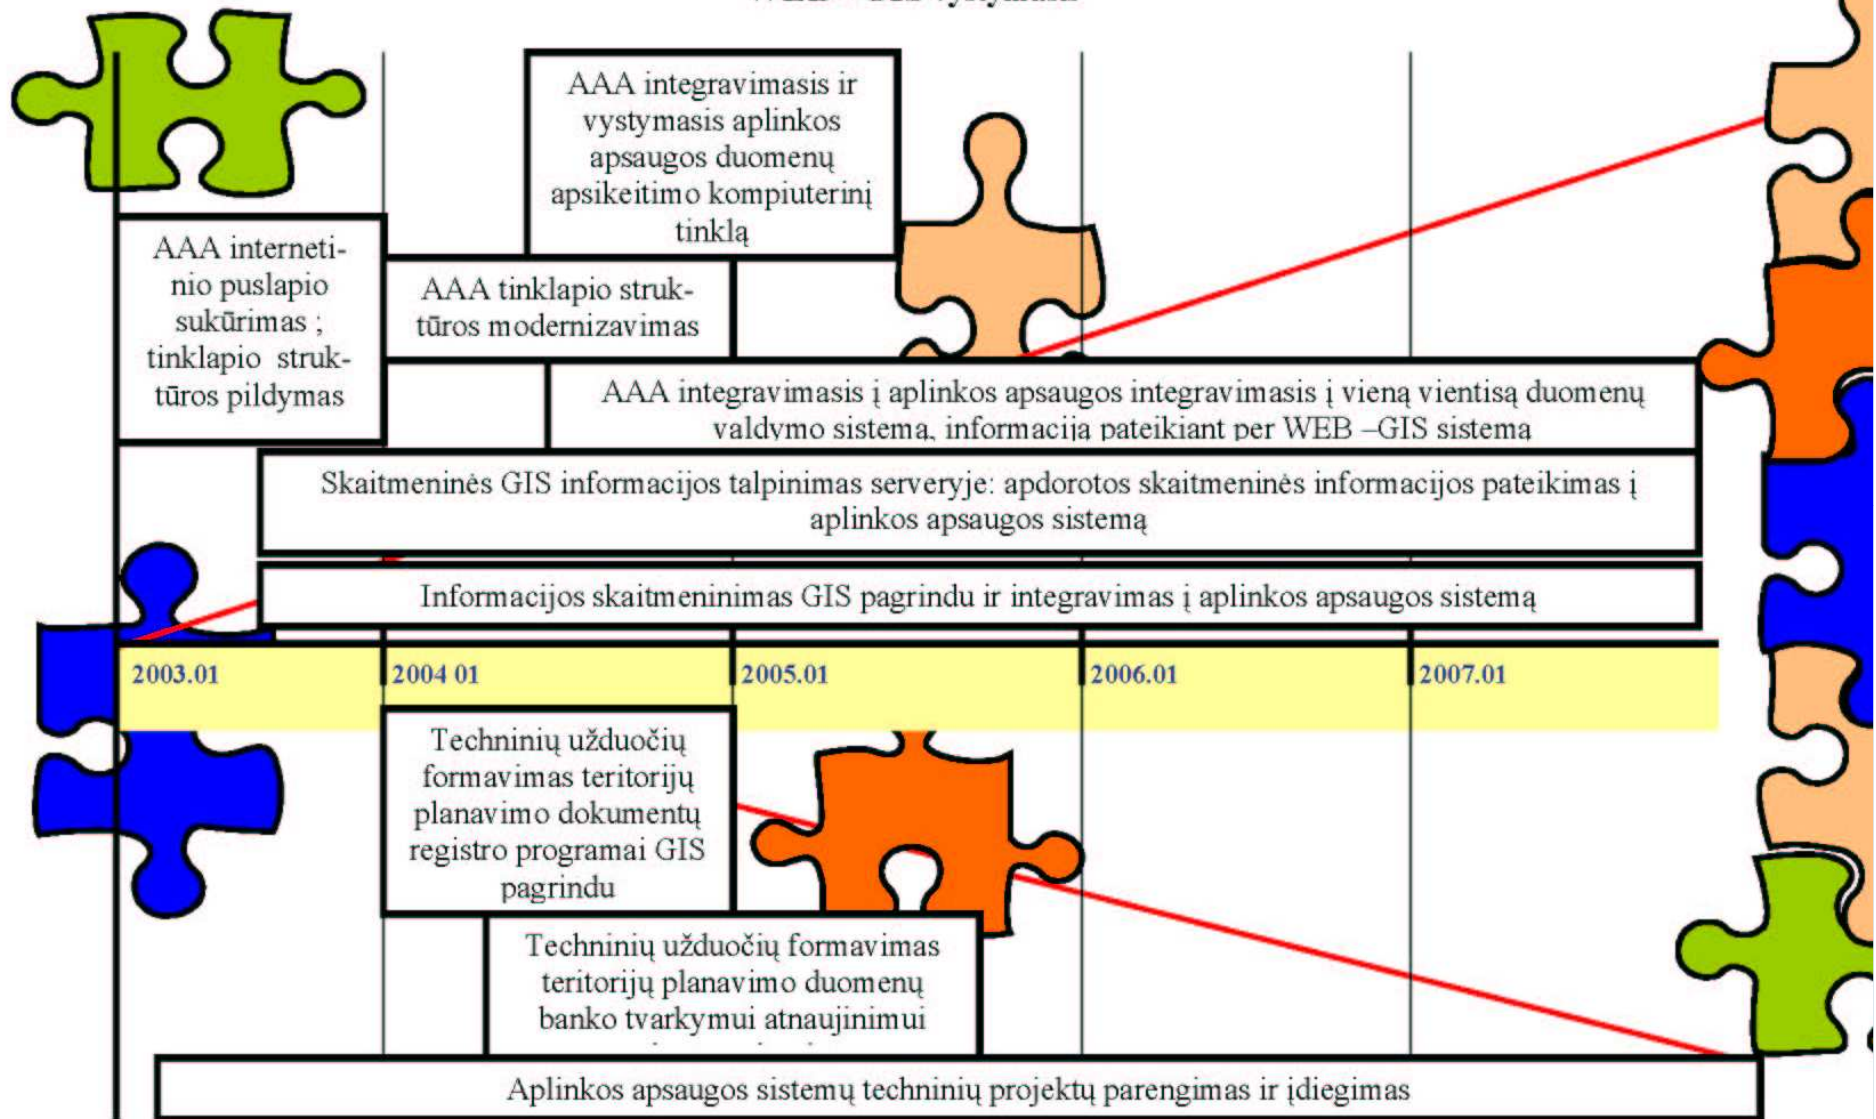 AAA integravimasis ir
vystymasis aplinkos
apsaugos duomenų
apsikeitimo kompiuterinį
tinklą
AAA interneti-
nio puslapio
sukūrimas ;
tinklapio struk-
tūros pildymas
AAA tinklapio struk-
tūros modernizavimas
AAA integravimasis į aplinkos apsaugos integravimasis į vieną vientisą duomenų
valdymo sistemą, informaciją pateikiant per WEB –GIS sistemą
Skaitmeninės GIS informacijos talpinimas serveryje: apdorotos skaitmeninės informacijos pateikimas į
aplinkos apsaugos sistemą
Informacijos skaitmeninimas GIS pagrindu ir integravimas į aplinkos apsaugos sistemą
2003.01
2004 01
2005.01
2006.01
2007.01
Techninių užduočių
formavimas teritorijų
planavimo dokumentų
registro programai GIS
pagrindu
Techninių užduočių formavimas
teritorijų planavimo duomenų
banko tvarkymui atnaujinimui
Aplinkos apsaugos sistemų techninių projektų parengimas ir įdiegimas